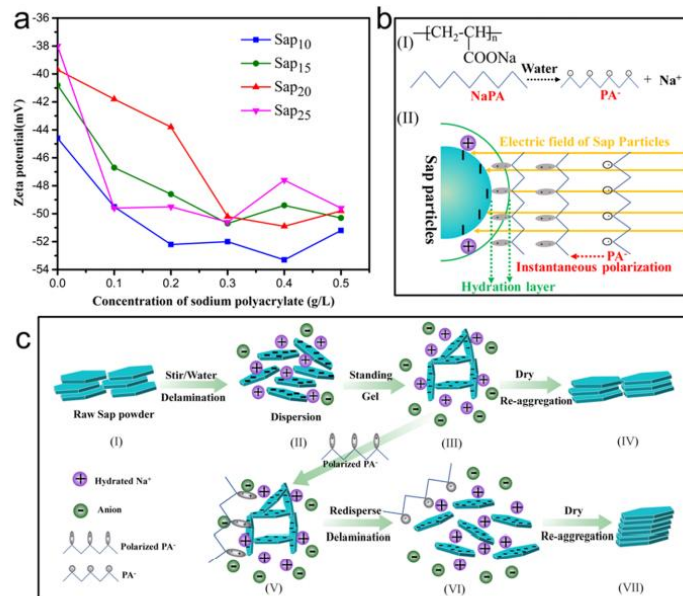 a
-36
-38
-40
-42
-44
-46
-48
-50
-52
-54
Zeta potential(mV)
Sap10
Sap15
Sap20
Sap25
0.0 0.1 0.2 0.3 0.4 0.5
Concentration of sodium polyacrylate (g/L)
b
(I)
[CH2-CH]n
COONa
Water
NaPA
PA-
+ Na+
(II)
Electric field of Sap Particles
Sap particles
PA-
Instantaneous polarization
Hydration layer
c
Raw Sap powder
(I)
Stir/Water
Delamination
Dispersion
(II)
Standing
Gel
(III)
Dry
Re-aggregation
(IV)
Polarized PA-
Hydrated Na+
Anion
Polarized PA-
PA-
(V)
Redisperse
Delamination
(VI)
Dry
Re-aggregation
(VII)